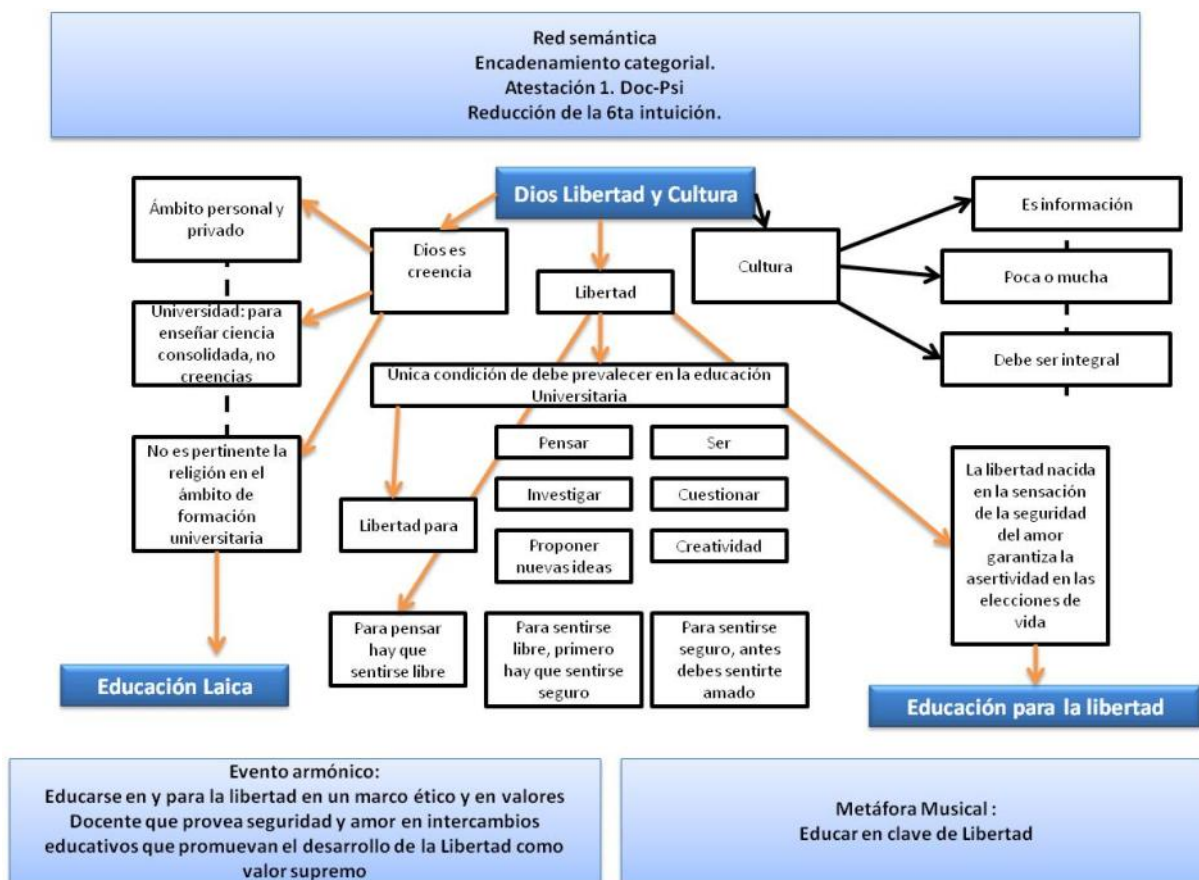 Red semántica
Encadenamiento categorial.
Atestación 1. Doc-Psi
Reducción de la 6ta intuición.
Dios Libertad y Cultura
Ámbito personal y
privado
Dios es
creencia
Cultura
Es información
Libertad
Poca o mucha
Universidad: para
enseñar ciencia
consolidada, no
creencias
Debe ser integral
Unica condición de debe prevalecer en la educación
Universitaria
No es pertinente la
religión en el
ámbito de
formación
universitaria
Libertad para
Pensar
Ser
Investigar
Cuestionar
Proponer
nuevas ideas
Creatividad
La libertad nacida
en la sensación
de la seguridad
del amor
garantiza la
asertividad en las
elecciones de
vida
Para pensar
hay que
sentirse libre
Para sentirse
libre, primero
hay que sentirse
seguro
Para sentirse
seguro, antes
debes sentirte
amado
Educación Laica
Educación para la libertad
Evento armónico:
Educarse en y para la libertad en un marco ético y en valores
Docente que provea seguridad y amor en intercambios
educativos que promuevan el desarrollo de la Libertad como
valor supremo
Metáfora Musical :
Educar en clave de Libertad